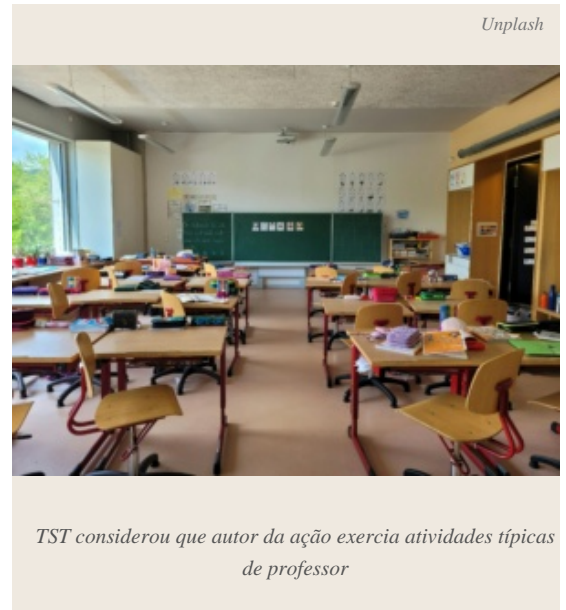 Unplash
TST considerou que autor da ação exercia atividades típicas
de professor